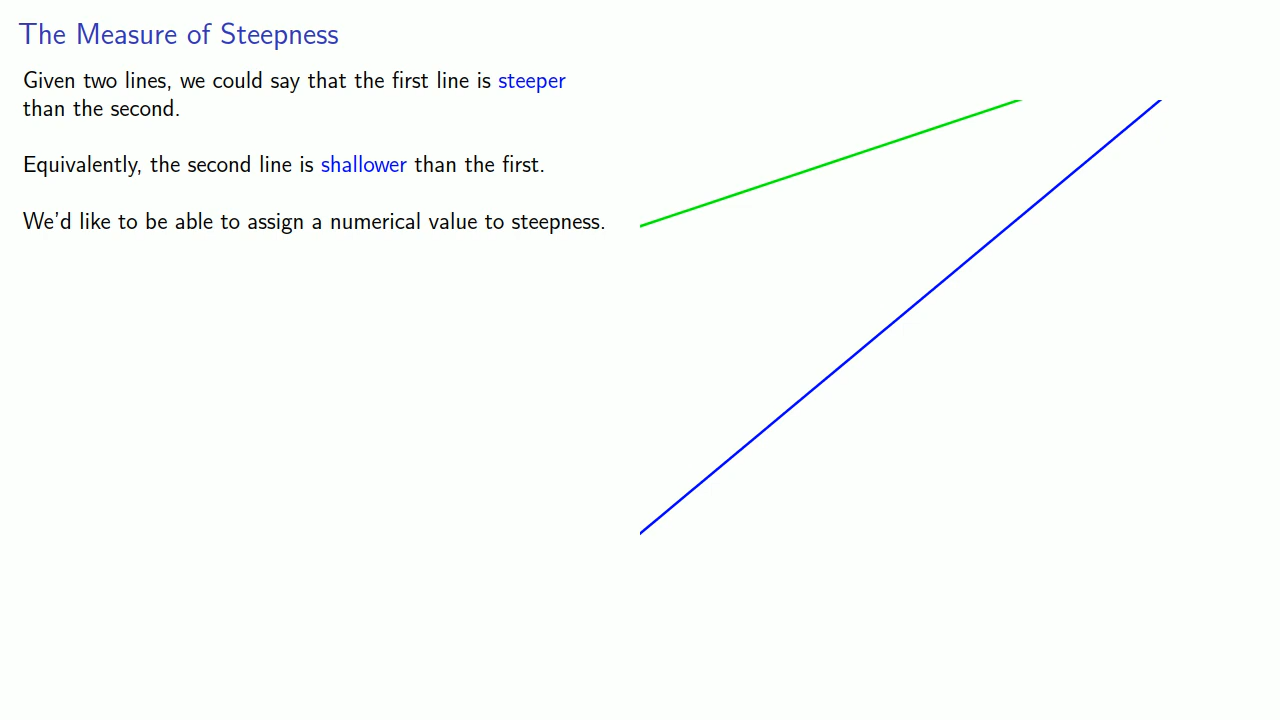 The Measure of Steepness
Given two lines, we could say that the first line is steeper
than the second.
Equivalently, the second line is shallower than the first.
We'd like to be able to assign a numerical value to steepness.